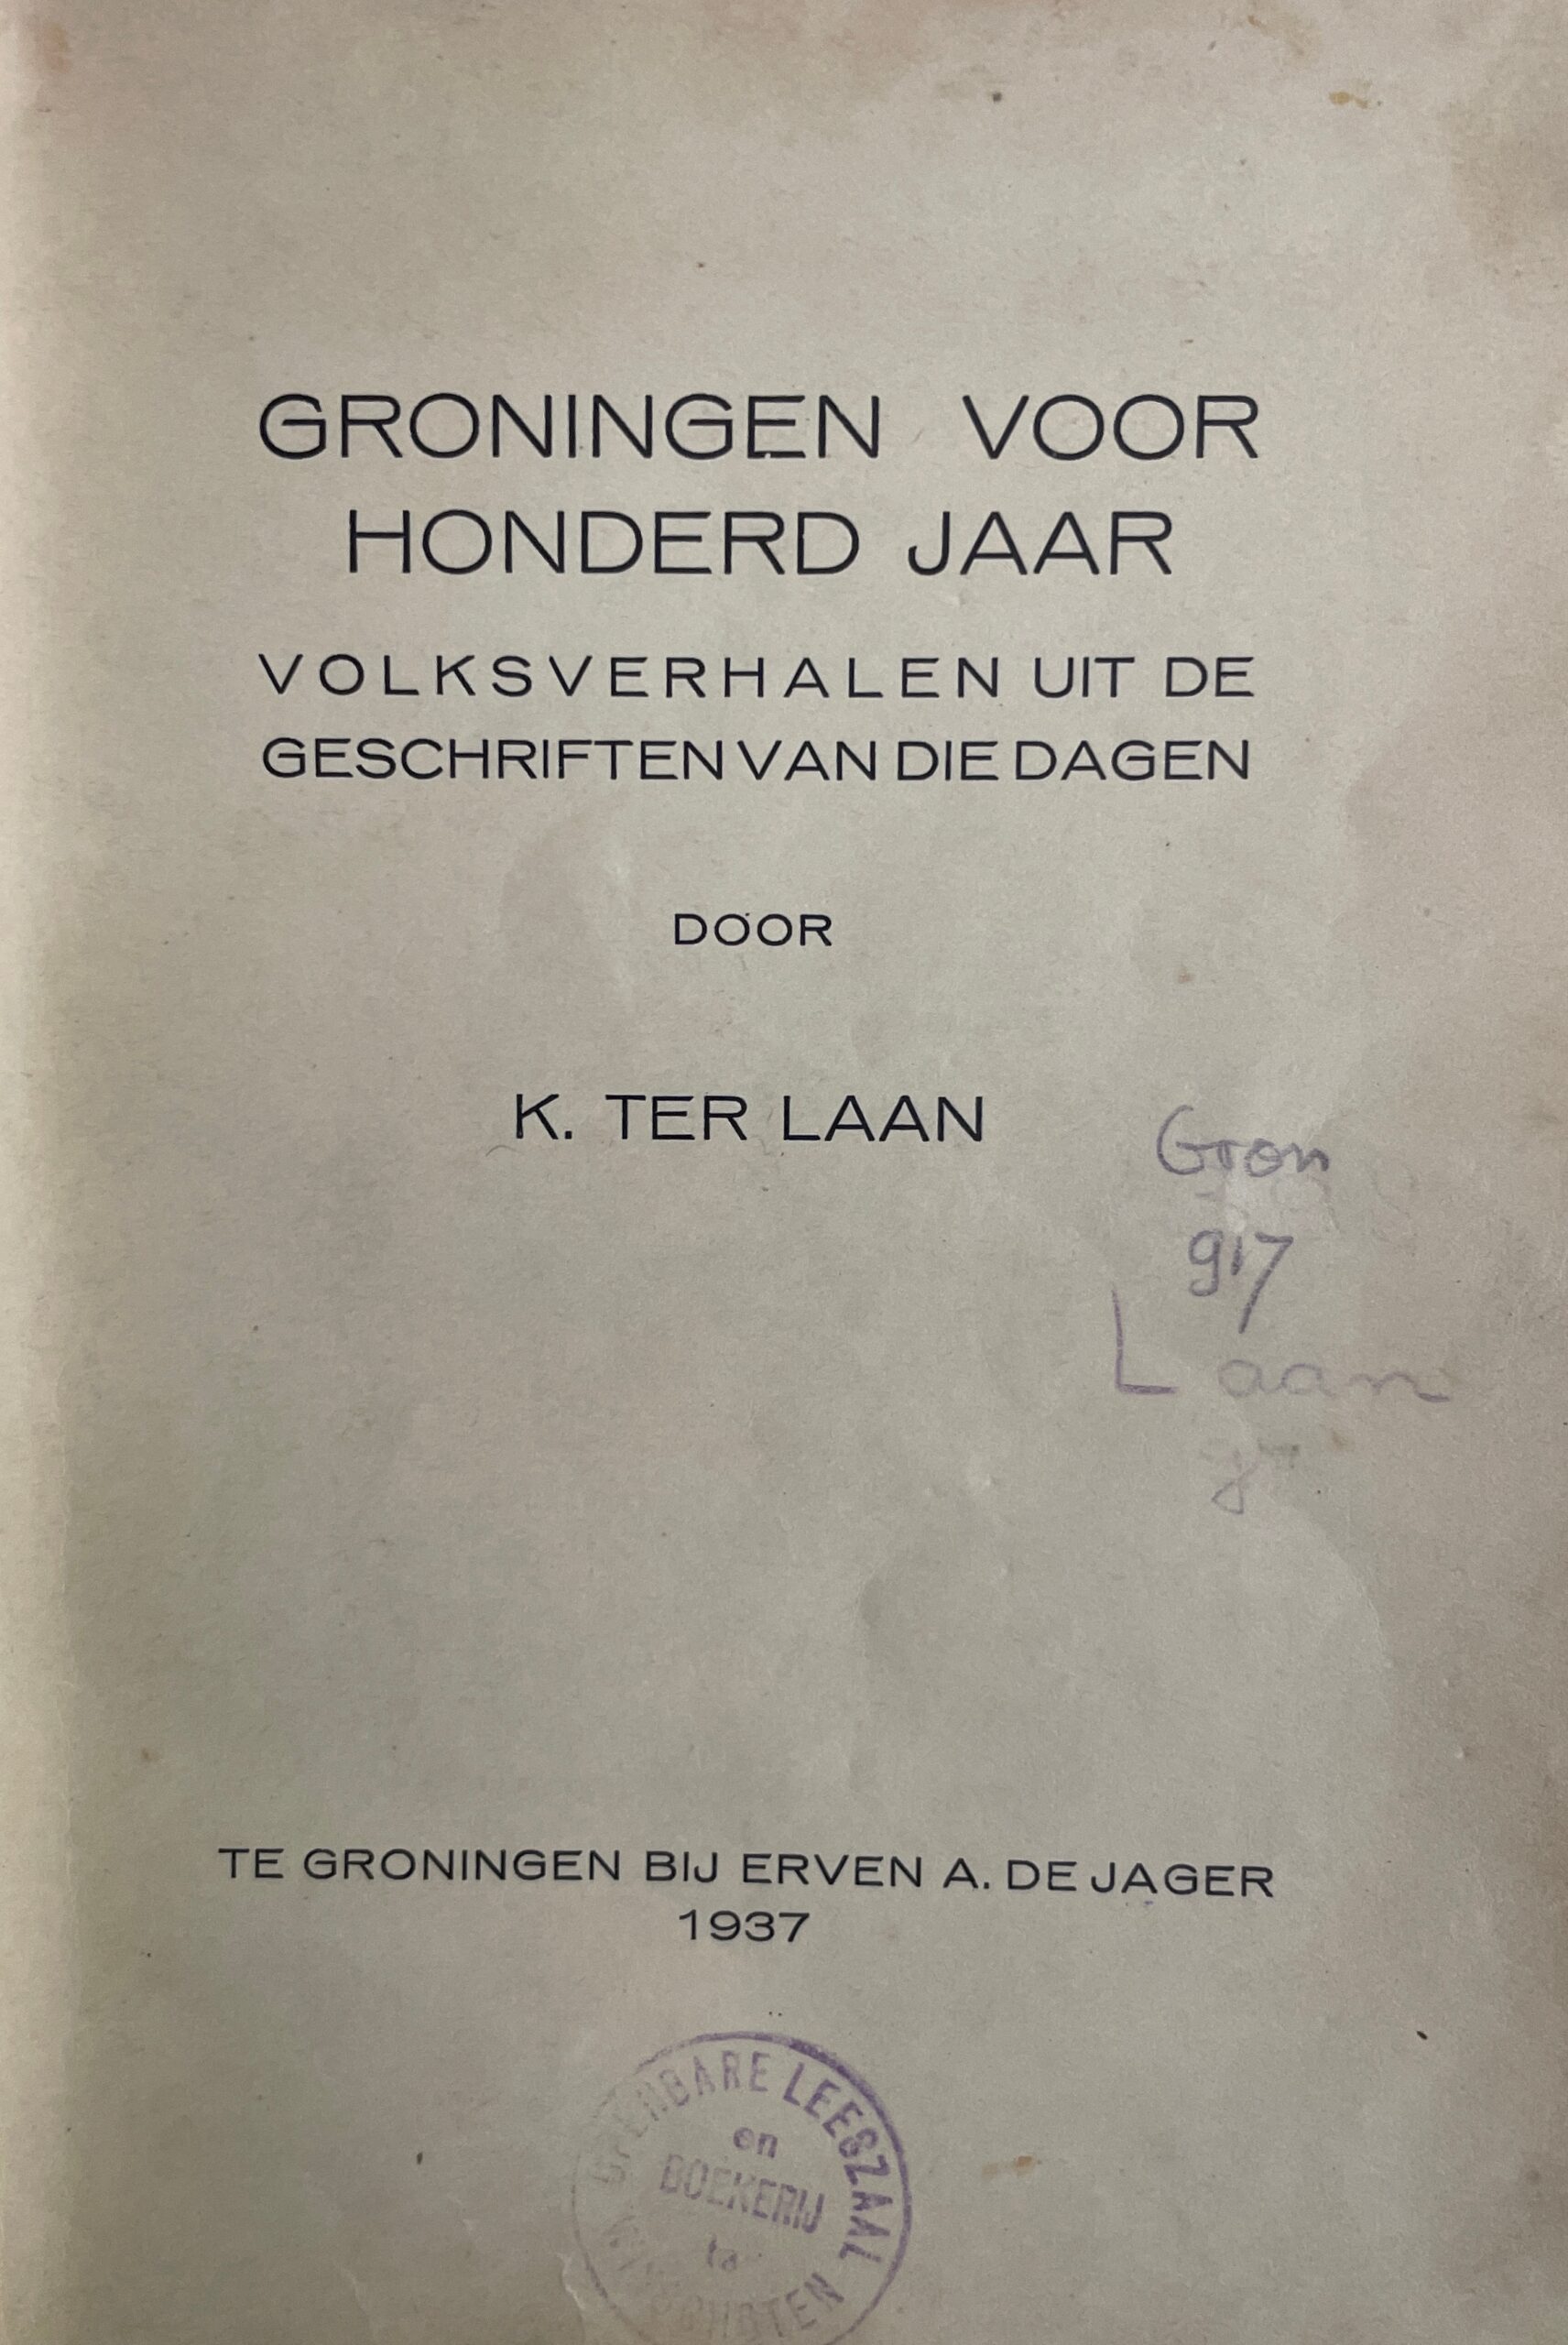 GRONINGEN VOOR
HONDERD JAAR
VOLKSVERHALEN UIT DE
GESCHRIFTEN VAN DIE DAGEN
DOOR
K. TER LAAN
Gron
917
Laan
gr
TE GRONINGEN BIJ ERVEN A. DE JAGER
1937
OPENBARE LEESZAAL
en
BOEKERIJ
te